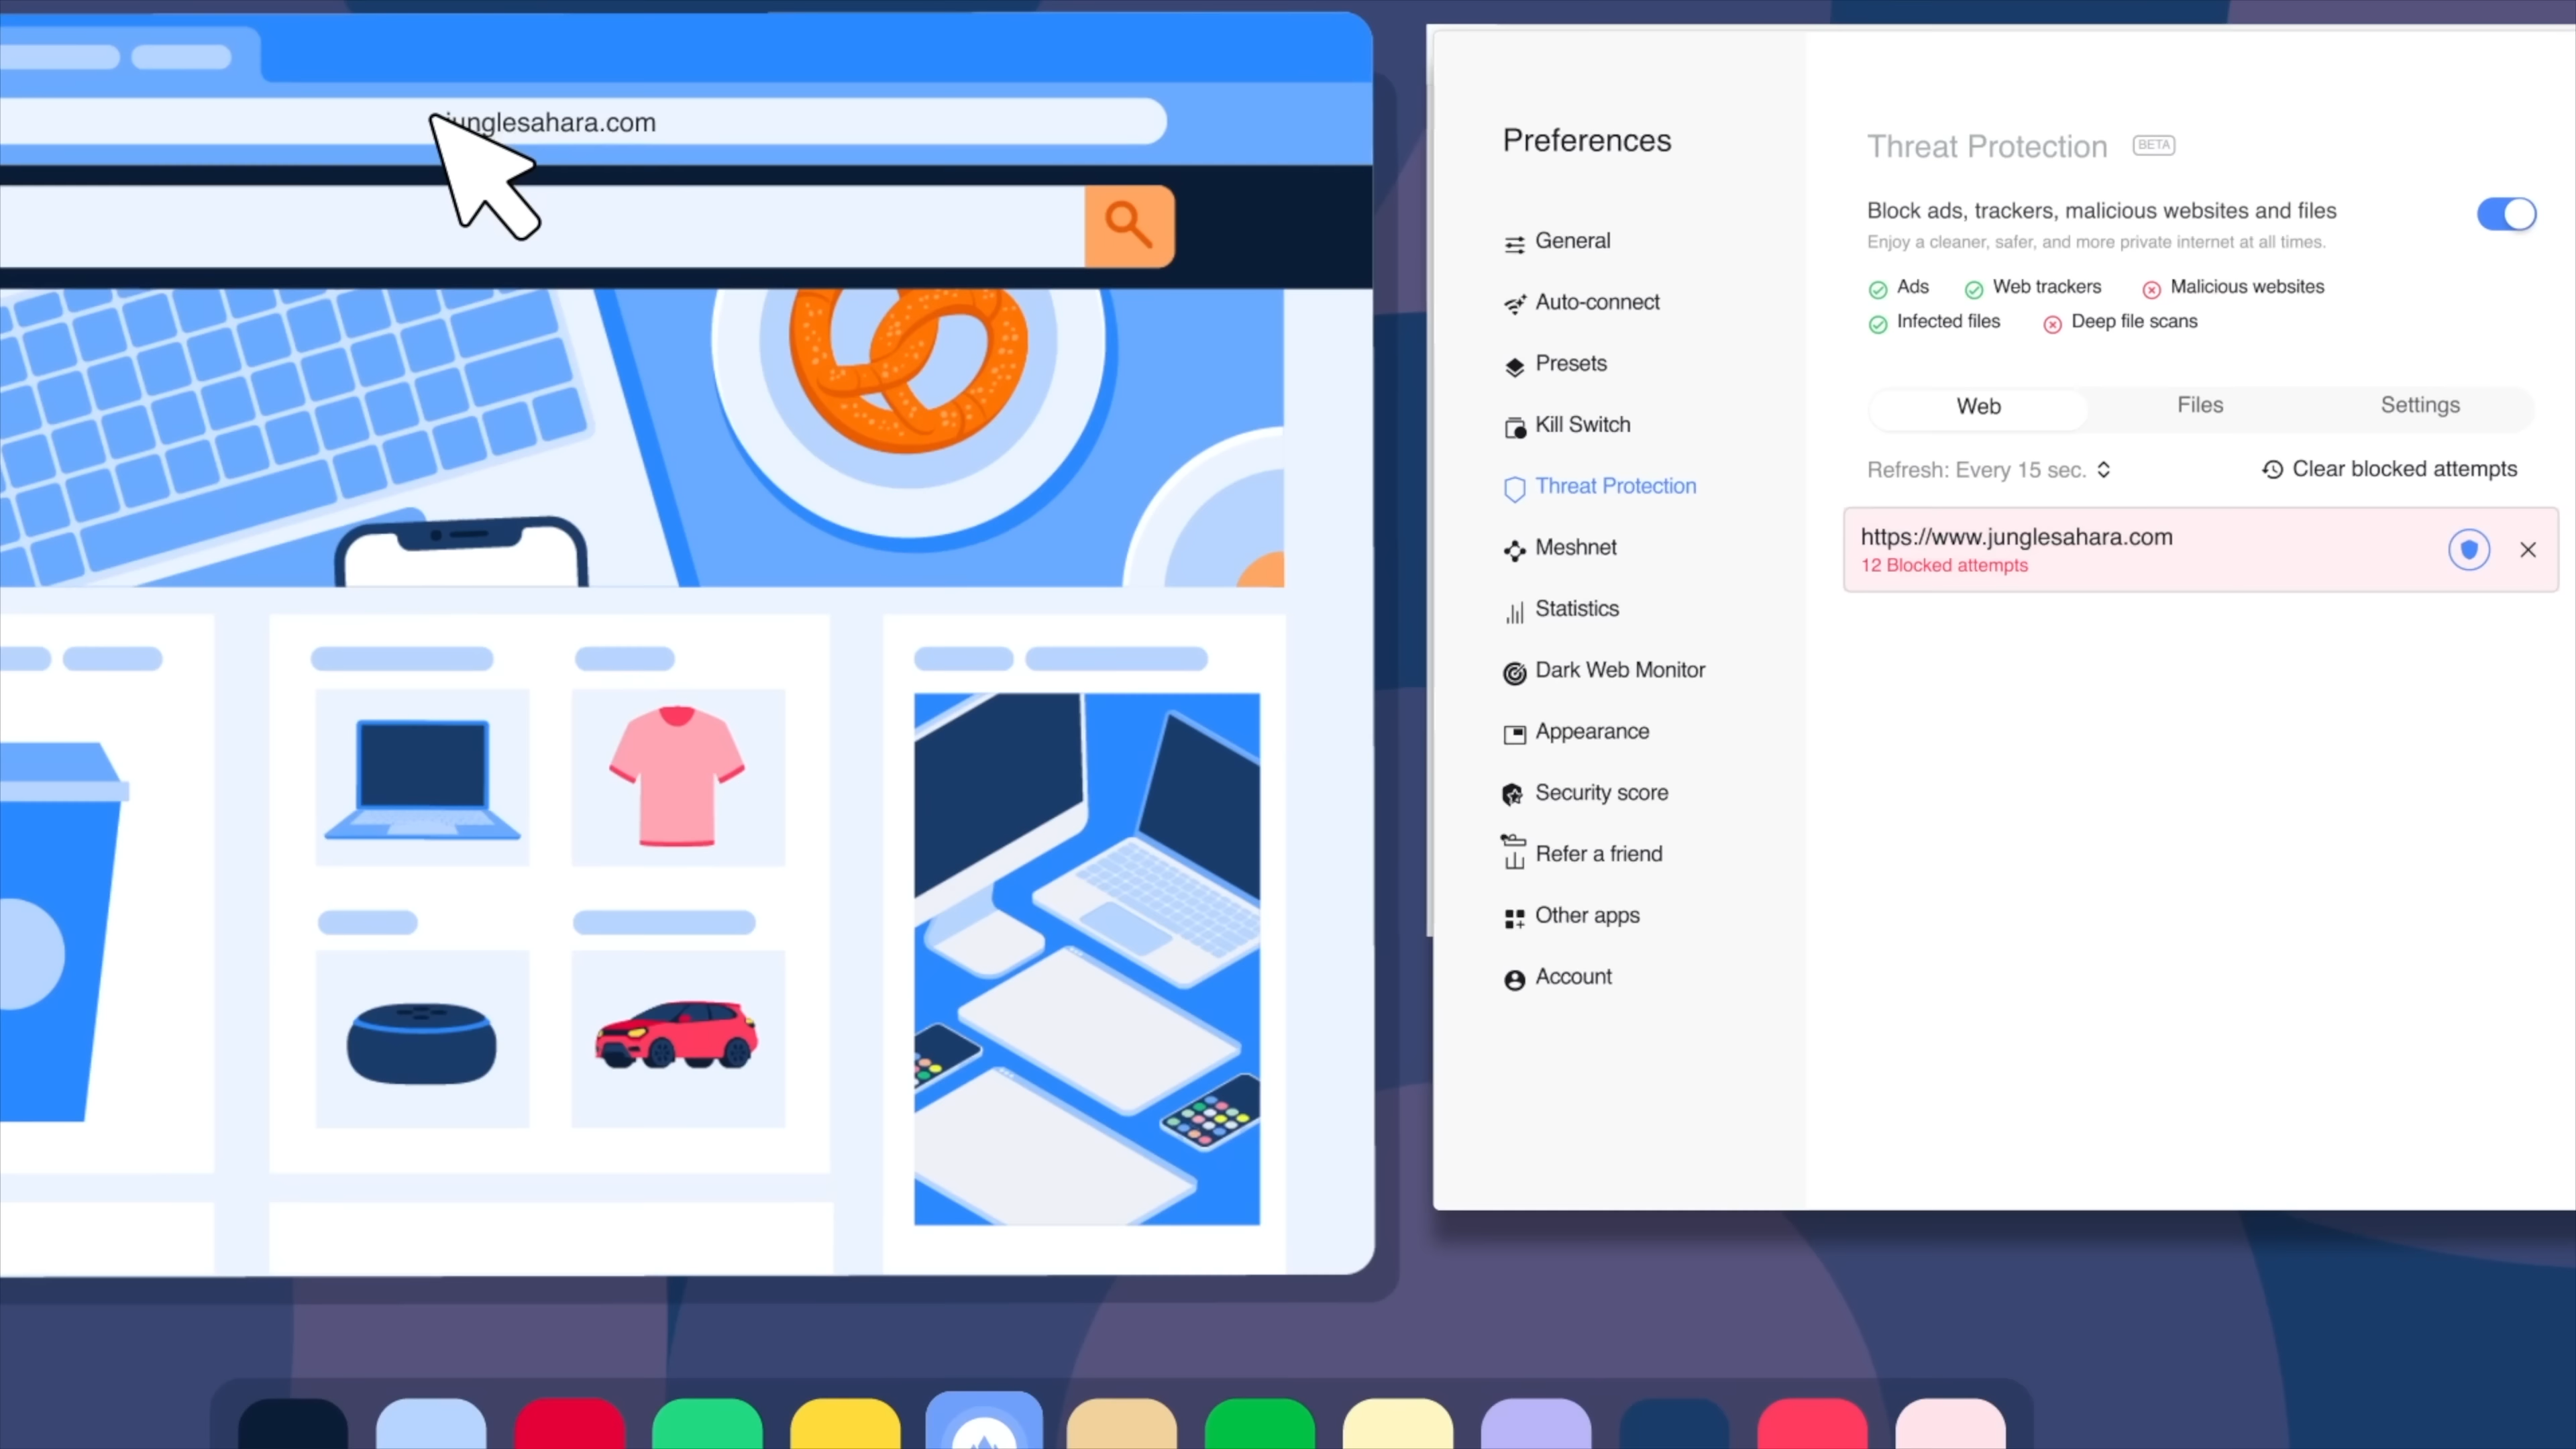 junglesahara.com
Preferences
General
Auto-connect
Presets
Kill Switch
Threat Protection
Meshnet
Statistics
Dark Web Monitor
Appearance
Security score
Refer a friend
Other apps
Account
Threat Protection BETA
Block ads, trackers, malicious websites and files
Enjoy a cleaner, safer, and more private internet at all times.
Ads Web trackers Malicious websites
Infected files Deep file scans
Web Files Settings
Refresh: Every 15 sec. Clear blocked attempts
https://www.junglesahara.com
12 Blocked attempts